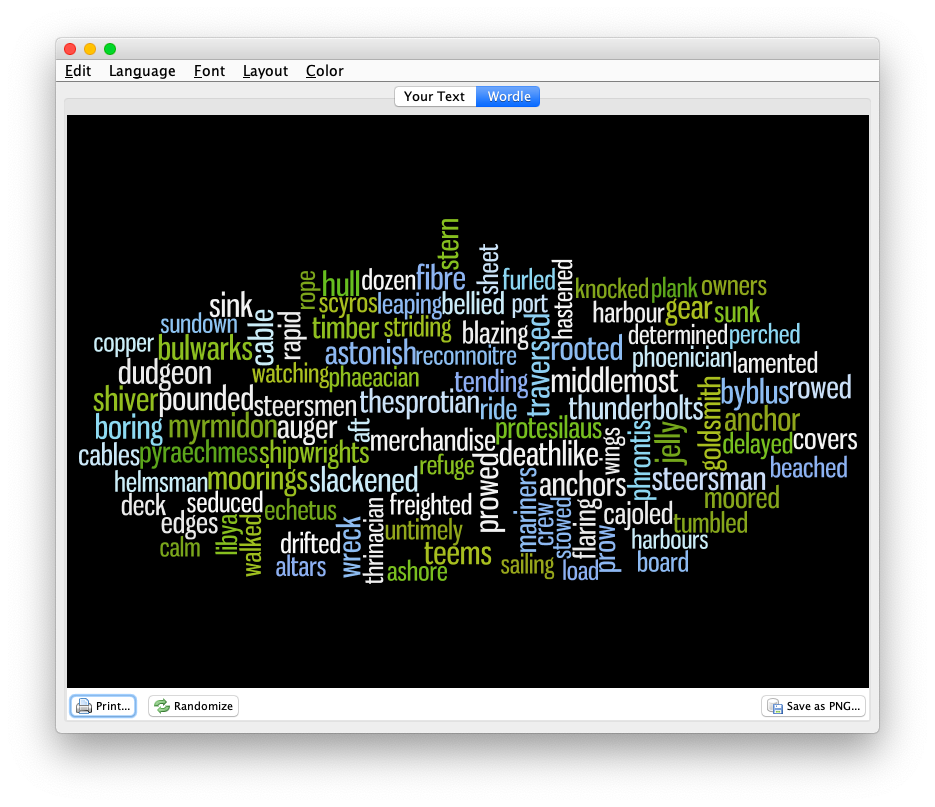 Edit Language Font Layout Color
Your Text Wordle
stern
sheet
rope
hull
dozen
fibre
furled
hastened
knocked
plank
owners
sink
scyros
leaping
bellied
port
harbour
gear
sunk
sundown
cable
rapid
timber
striding
blazing
traversed
determined
perched
copper
bulwarks
astonish
reconnoitre
rooted
phoenician
lamented
dudgeon
watching
phaeacian
tending
middlemost
byblus
rowed
shiver
pounded
steersmen
thesprotian
ride
thunderbolts
goldsmith
anchor
boring
myrmidon
auger
aft
merchandise
protesilaus
wings
phrontis
jelly
delayed
covers
cables
pyraechmes
shipwrights
refuge
prowed
deathlike
beached
helmsman
moorings
slackened
mariners
anchors
steersman
moored
deck
seduced
echetus
freighted
crew
stowed
flaring
cajoled
tumbled
edges
libya
walked
wreck
thrinacian
untimely
prow
harbours
calm
drifted
teems
altars
ashore
sailing
load
board
Print... Randomize Save as PNG...